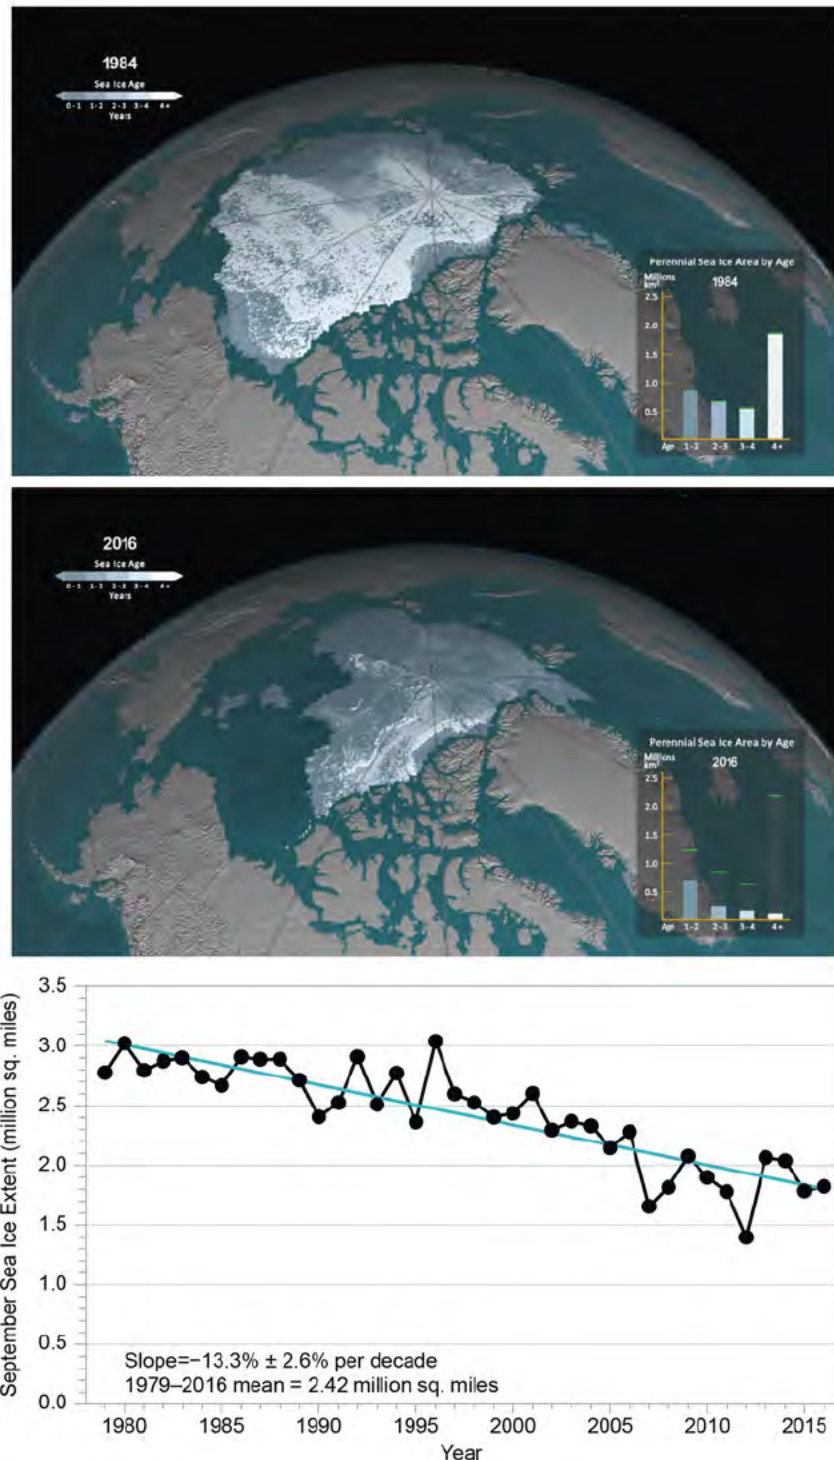 1984
Sea Ice Age
0-1 1-2 2-3 3-4 4+
Years
Perennial Sea Ice Area by Age
Millions
km²
1984
2.5
2.0
1.5
1.0
0.5
Age 1-2 2-3 3-4 4+
2016
Sea Ice Age
0-1 1-2 2-3 3-4 4+
Years
Perennial Sea Ice Area by Age
Millions
km²
2016
2.5
2.0
1.5
1.0
0.5
Age 1-2 2-3 3-4 4+
September Sea Ice Extent (million sq. miles)
3.5
3.0
2.5
2.0
1.5
1.0
0.5
0.0
Slope=−13.3% ± 2.6% per decade
1979–2016 mean = 2.42 million sq. miles
1980 1985 1990 1995 2000 2005 2010 2015
Year